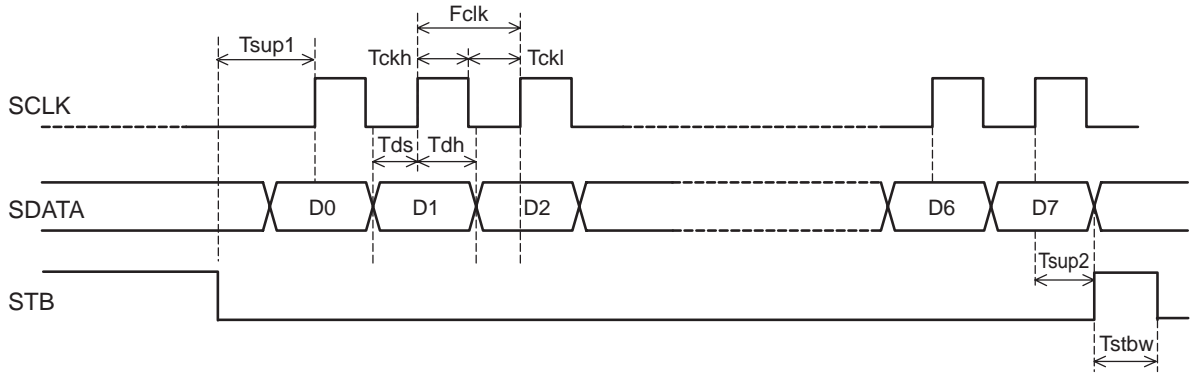 Fclk
Tsup1
Tckh Tckl
SCLK
Tds Tdh
SDATA D0 D1 D2 D6 D7
Tsup2
STB
Tstbw